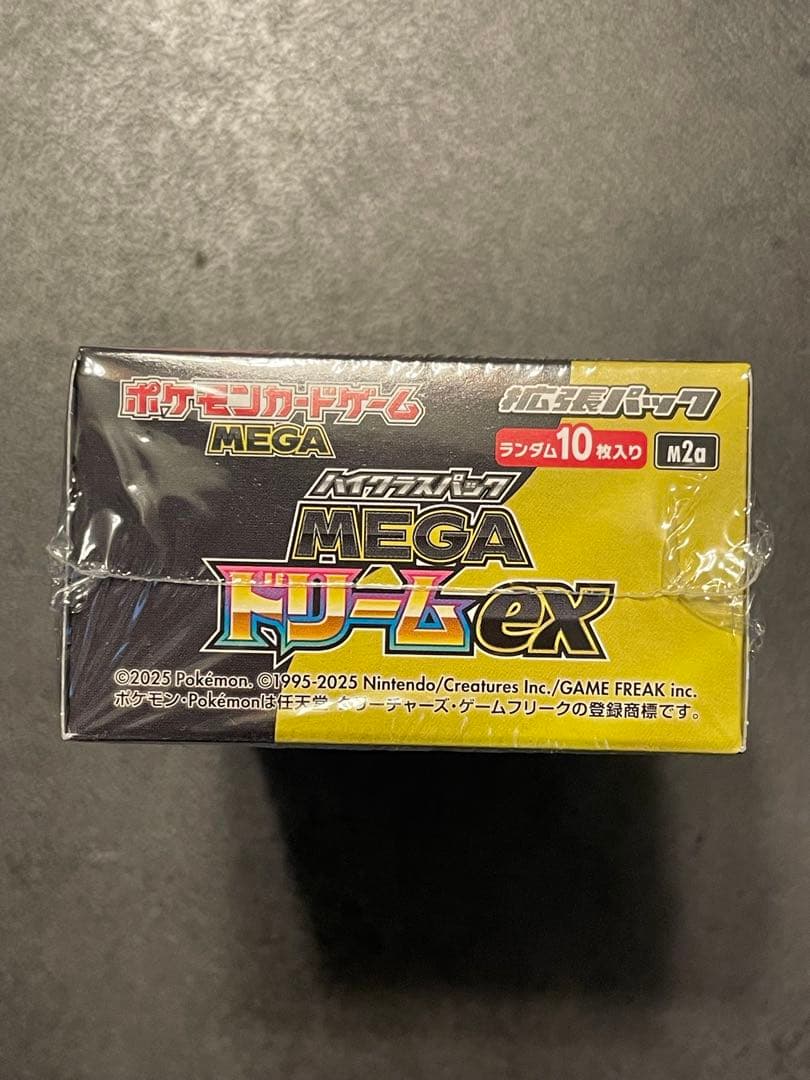 ポケモンカードゲーム
MEGA
拡張パック
ランダム10枚入り
M2a
ハイクラスパック
MEGA
ドリームex
©2025 Pokémon. ©1995-2025 Nintendo/Creatures Inc./GAME FREAK inc.
ポケモン・Pokémonは任天堂・クリーチャーズ・ゲームフリークの登録商標です。